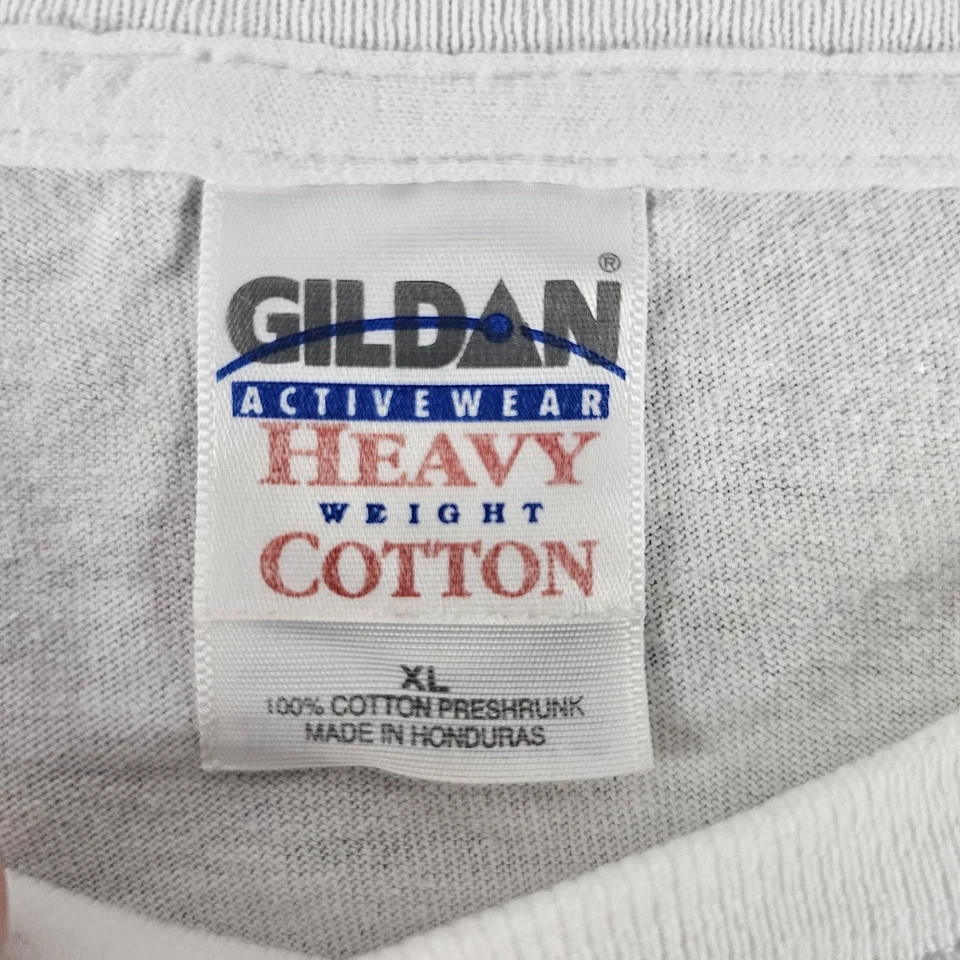 GILDAN®
ACTIVEWEAR
HEAVY
WEIGHT
COTTON
XL
100% COTTON PRESHRUNK
MADE IN HONDURAS